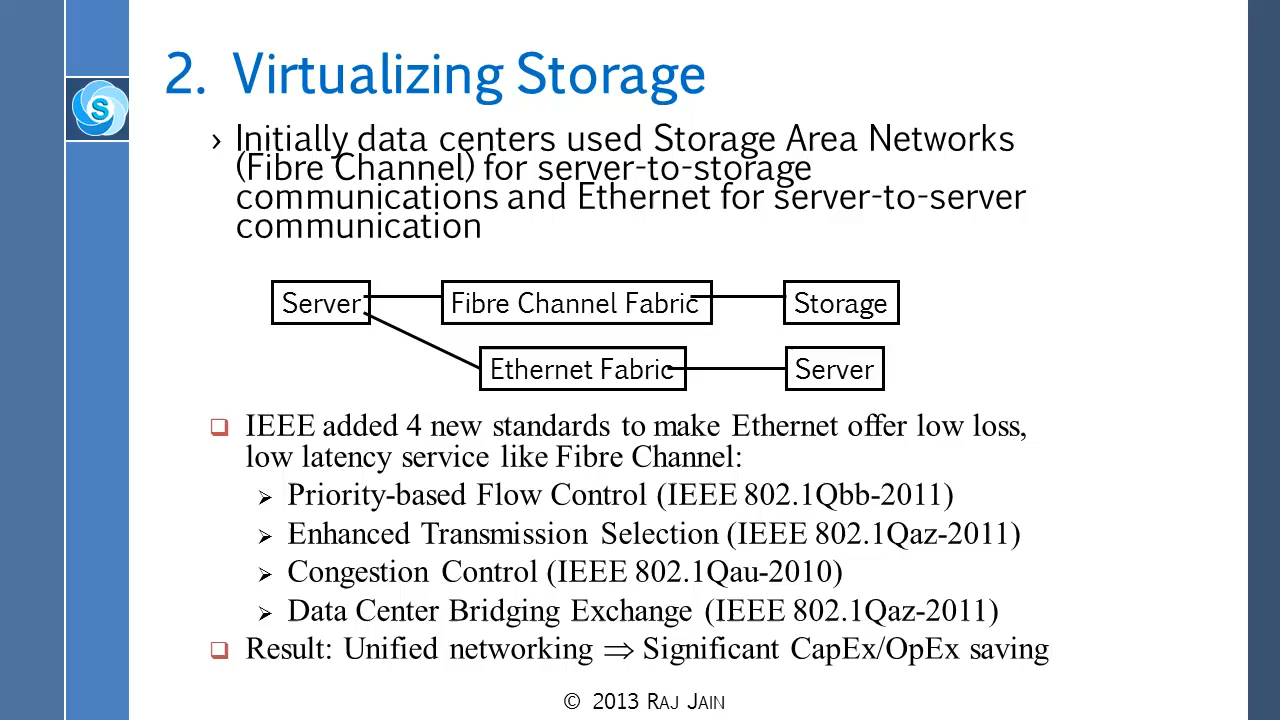 2. Virtualizing Storage
S
› Initially data centers used Storage Area Networks
(Fibre Channel) for server-to-storage
communications and Ethernet for server-to-server
communication
Server
Fibre Channel Fabric
Storage
Ethernet Fabric
Server
❑ IEEE added 4 new standards to make Ethernet offer low loss,
low latency service like Fibre Channel:
➢ Priority-based Flow Control (IEEE 802.1Qbb-2011)
➢ Enhanced Transmission Selection (IEEE 802.1Qaz-2011)
➢ Congestion Control (IEEE 802.1Qau-2010)
➢ Data Center Bridging Exchange (IEEE 802.1Qaz-2011)
❑ Result: Unified networking ⇒ Significant CapEx/OpEx saving
© 2013 RAJ JAIN